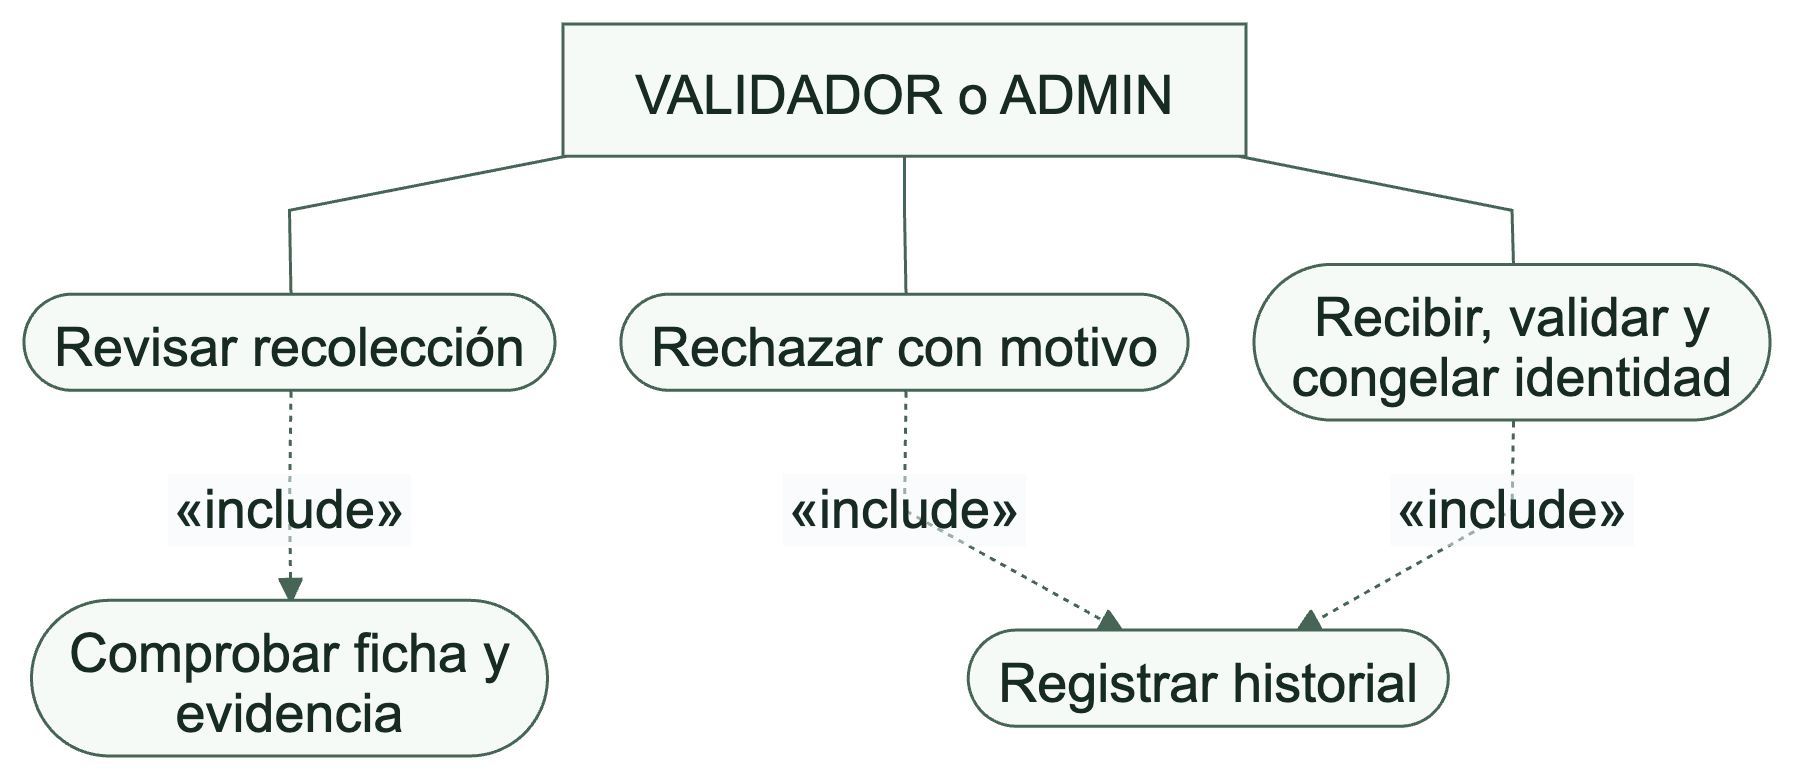 VALIDADOR o ADMIN
Revisar recolección
Rechazar con motivo
Recibir, validar y
congelar identidad
«include»
«include»
«include»
Comprobar ficha y
evidencia
Registrar historial